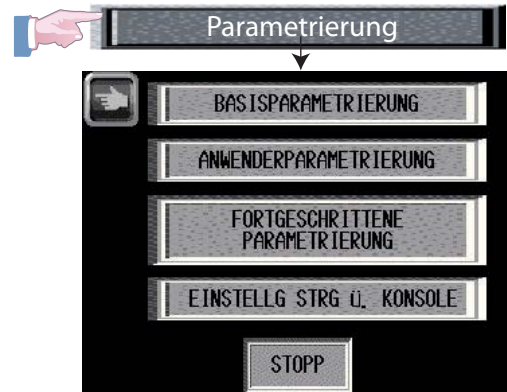 Parametrierung
BASISPARAMETRIERUNG
ANWENDERPARAMETRIERUNG
FORTGESCHRITTENE
PARAMETRIERUNG
EINSTELLG STRG Ü. KONSOLE
STOPP